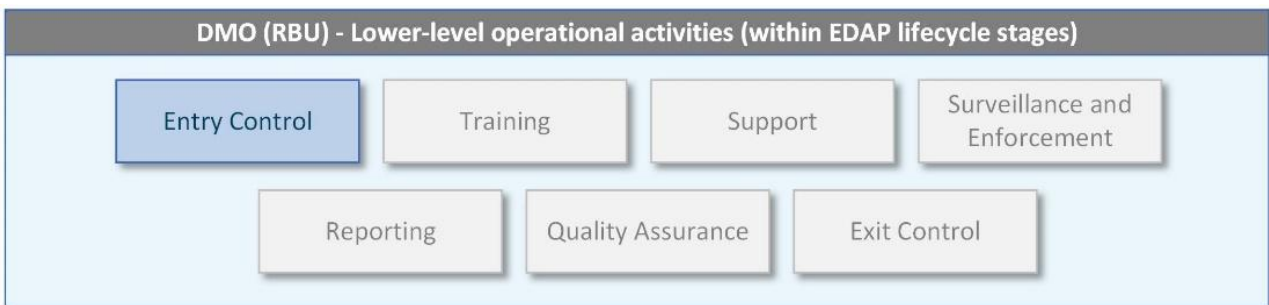 DMO (RBU) - Lower-level operational activities (within EDAP lifecycle stages)
Entry Control
Training
Support
Surveillance and
Enforcement
Reporting
Quality Assurance
Exit Control